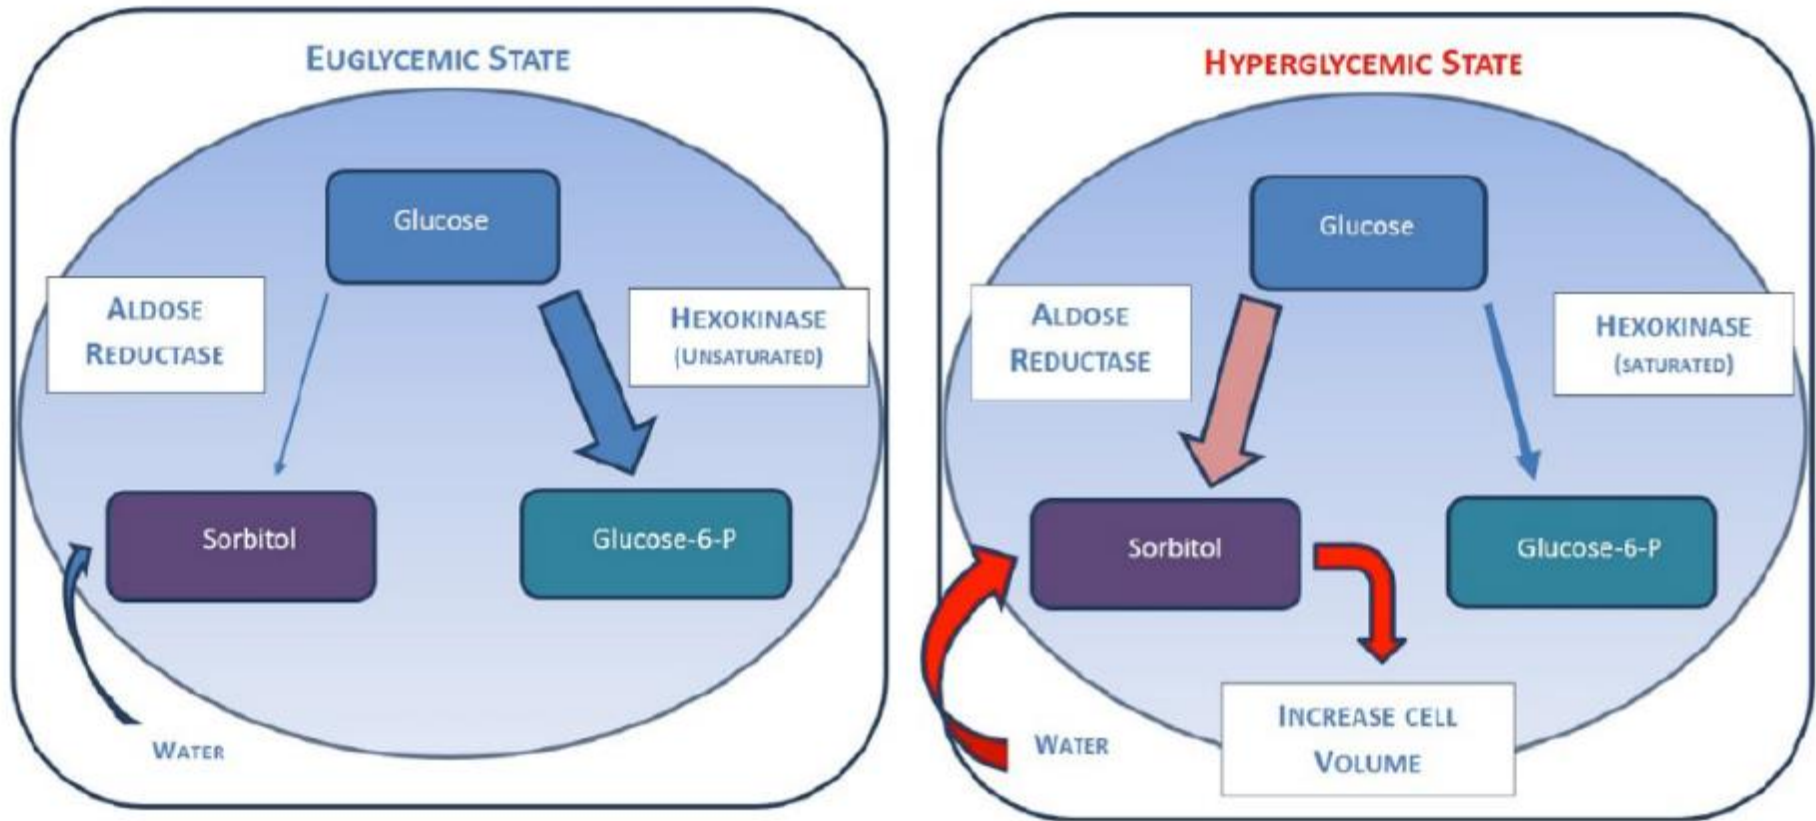 EUGLYCEMIC STATE
Glucose
ALDOSE
REDUCTASE
HEXOKINASE
(UNSATURATED)
Sorbitol
Glucose-6-P
WATER
HYPERGLYCEMIC STATE
Glucose
ALDOSE
REDUCTASE
HEXOKINASE
(SATURATED)
Sorbitol
Glucose-6-P
WATER
INCREASE CELL
VOLUME